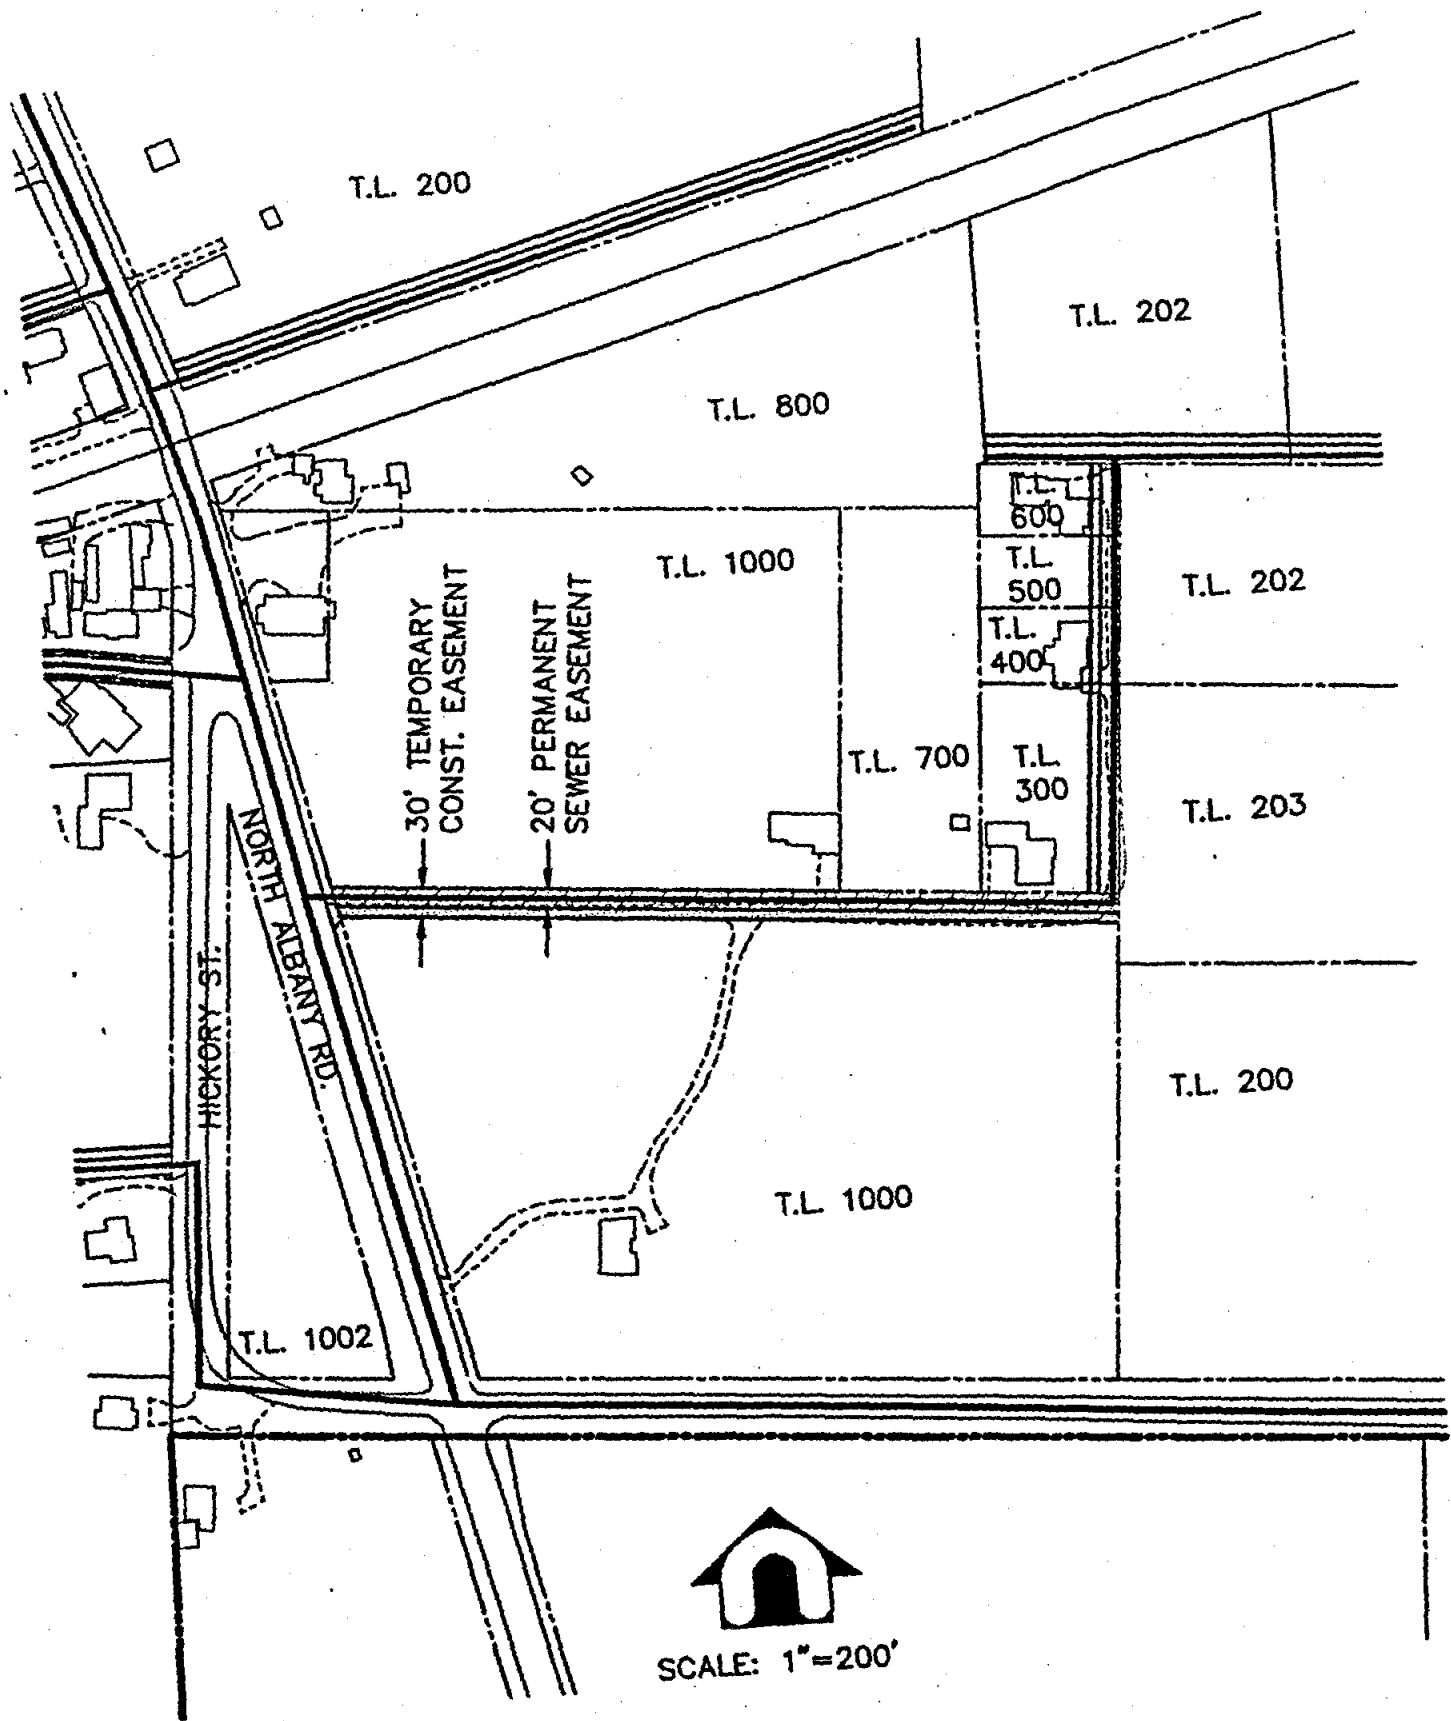 T.L. 200
T.L. 202
T.L. 800
T.L.
600
T.L. 1000
T.L.
500
T.L. 202
T.L.
400
30' TEMPORARY
CONST. EASEMENT
20' PERMANENT
SEWER EASEMENT
T.L. 700
T.L.
300
T.L. 203
NORTH ALBANY RD.
HICKORY ST.
T.L. 200
T.L. 1000
T.L. 1002
SCALE: 1"=200'